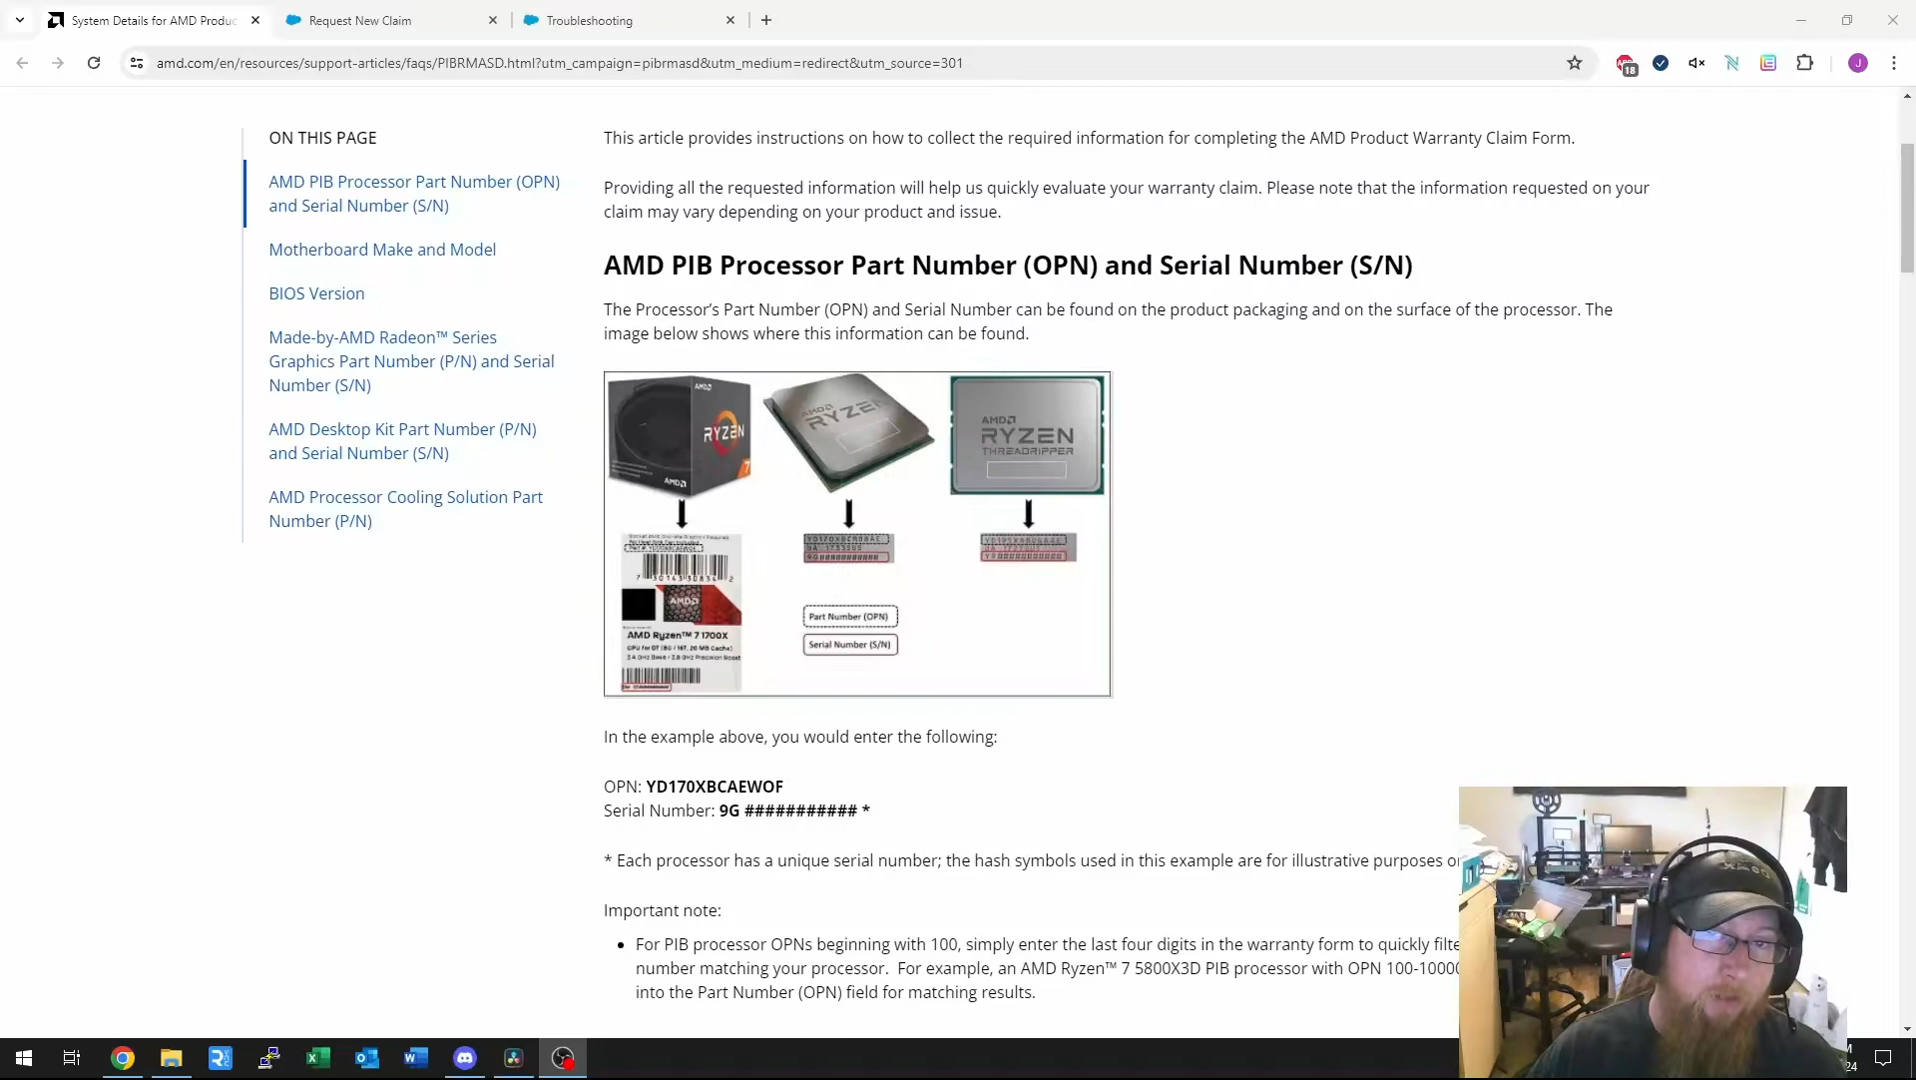 System Details for AMD Produc
Request New Claim
Troubleshooting
amd.com/en/resources/support-articles/faqs/PIBRMASD.html?utm_campaign=pibrmasd&utm_medium=redirect&utm_source=301
18
J
ON THIS PAGE
AMD PIB Processor Part Number (OPN)
and Serial Number (S/N)
Motherboard Make and Model
BIOS Version
Made-by-AMD Radeon™ Series
Graphics Part Number (P/N) and Serial
Number (S/N)
AMD Desktop Kit Part Number (P/N)
and Serial Number (S/N)
AMD Processor Cooling Solution Part
Number (P/N)
This article provides instructions on how to collect the required information for completing the AMD Product Warranty Claim Form.
Providing all the requested information will help us quickly evaluate your warranty claim. Please note that the information requested on your
claim may vary depending on your product and issue.
AMD PIB Processor Part Number (OPN) and Serial Number (S/N)
The Processor's Part Number (OPN) and Serial Number can be found on the product packaging and on the surface of the processor. The
image below shows where this information can be found.
AMD
RYZEN
7
AMD
AMD
RYZEN
AMD
RYZEN
THREADRIPPER
7 30143 30834 2
AMD
AMD Ryzen™ 7 1700X
Part Number (OPN)
Serial Number (S/N)
In the example above, you would enter the following:
OPN: YD170XBCAEWOF
Serial Number: 9G ########### *
* Each processor has a unique serial number; the hash symbols used in this example are for illustrative purposes
Important note:
• For PIB processor OPNs beginning with 100, simply enter the last four digits in the warranty form to quickly
number matching your processor. For example, an AMD Ryzen™ 7 5800X3D PIB processor with OPN 100-10000
into the Part Number (OPN) field for matching results.